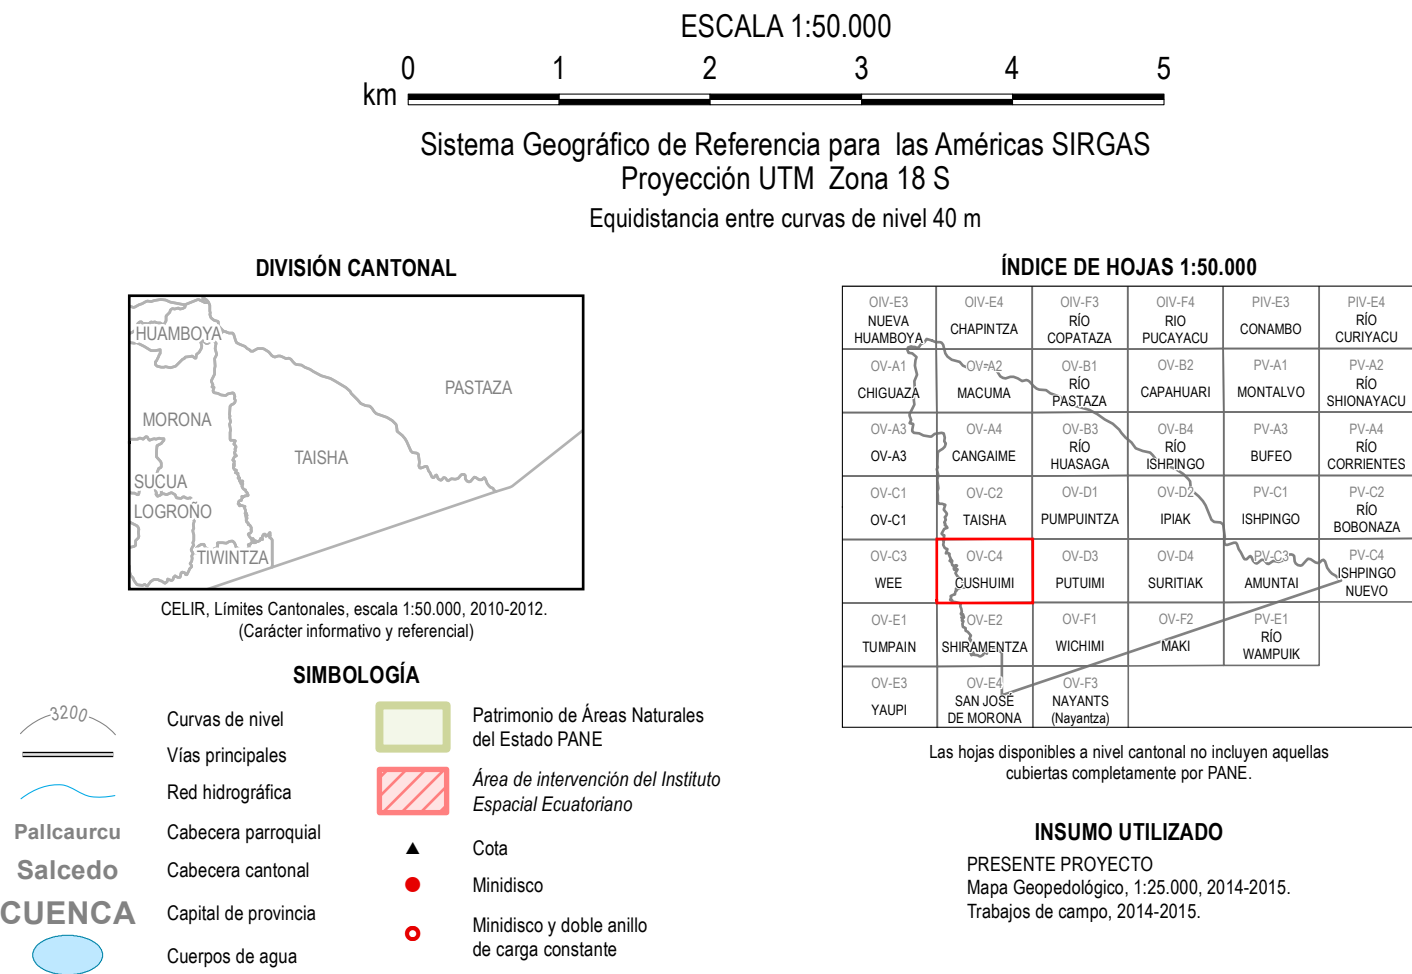 ESCALA 1:50.000
0 1 2 3 4 5
km
Sistema Geográfico de Referencia para las Américas SIRGAS
Proyección UTM Zona 18 S
Equidistancia entre curvas de nivel 40 m
DIVISIÓN CANTONAL
HUAMBOYA
PASTAZA
MORONA
TAISHA
SUCUA
LOGROÑO
TIWINTZA
CELIR, Límites Cantonales, escala 1:50.000, 2010-2012.
(Carácter informativo y referencial)
SIMBOLOGÍA
3200
Curvas de nivel
Vías principales
Red hidrográfica
Pallcaurcu Cabecera parroquial
Salcedo Cabecera cantonal
CUENCA Capital de provincia
Cuerpos de agua
Patrimonio de Áreas Naturales
del Estado PANE
Área de intervención del Instituto
Espacial Ecuatoriano
Cota
Minidisco
Minidisco y doble anillo
de carga constante
ÍNDICE DE HOJAS 1:50.000
OIV-E3 OIV-E4 OIV-F3 OIV-F4 PIV-E3 PIV-E4
NUEVA HUAMBOYA CHAPINTZA RÍO COPATAZA RIO PUCAYACU CONAMBO RÍO CURIYACU
OV-A1 OV-A2 OV-B1 OV-B2 PV-A1 PV-A2
CHIGUAZA MACUMA RÍO PASTAZA CAPAHUARI MONTALVO RÍO SHIONAYACU
OV-A3 OV-A4 OV-B3 OV-B4 PV-A3 PV-A4
OV-A3 CANGAIME RÍO HUASAGA RÍO ISHPINGO BUFEO RÍO CORRIENTES
OV-C1 OV-C2 OV-D1 OV-D2 PV-C1 PV-C2
OV-C1 TAISHA PUMPUINTZA IPIAK ISHPINGO RÍO BOBONAZA
OV-C3 OV-C4 OV-D3 OV-D4 PV-C3 PV-C4
WEE CUSHUIMI PUTUIMI SURITIAK AMUNTAI ISHPINGO NUEVO
OV-E1 OV-E2 OV-F1 OV-F2 PV-E1
TUMPAIN SHIRAMENTZA WICHIMI MAKI RÍO WAMPUIK
OV-E3 OV-E4 OV-F3
YAUPI SAN JOSÉ DE MORONA NAYANTS (Nayantza)
Las hojas disponibles a nivel cantonal no incluyen aquellas
cubiertas completamente por PANE.
INSUMO UTILIZADO
PRESENTE PROYECTO
Mapa Geopedológico, 1:25.000, 2014-2015.
Trabajos de campo, 2014-2015.